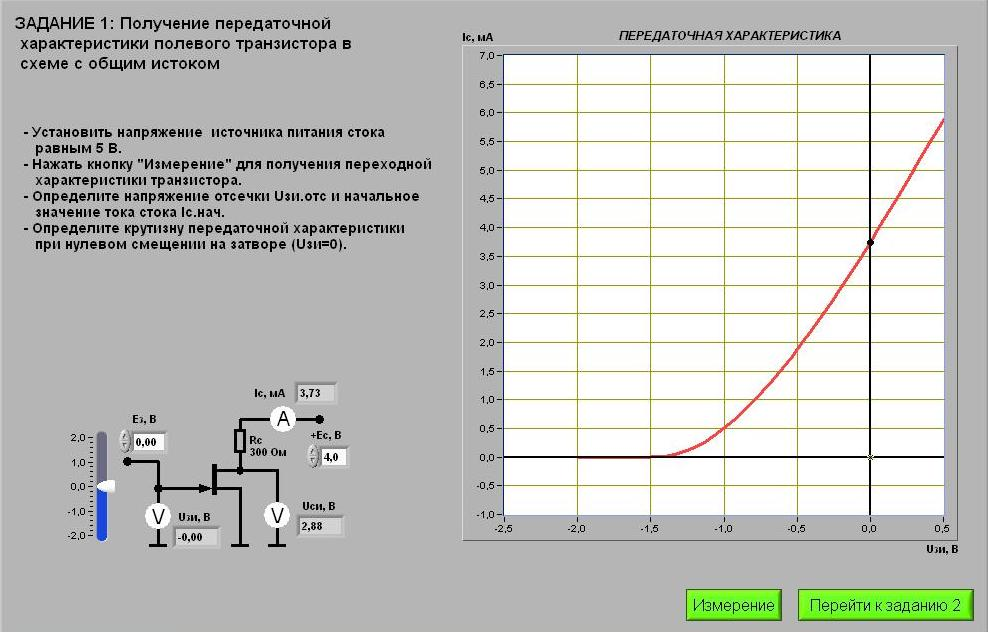 ЗАДАНИЕ 1: Получение передаточной
характеристики полевого транзистора в
схеме с общим истоком
- Установить напряжение источника питания стока
равным 5 В.
- Нажать кнопку "Измерение" для получения переходной
характеристики транзистора.
- Определите напряжение отсечки Uзи.отс и начальное
значение тока стока Iс.нач.
- Определите крутизну передаточной характеристики
при нулевом смещении на затворе (Uзи=0).
Iс, мА
3,73
A
Eз, В
0,00
2,0
1,0
0,0
-1,0
-2,0
Rс
300 Ом
+Eс, В
4,0
V
Uзи, В
-0,00
V
Uси, В
2,88
Iс, мА
ПЕРЕДАТОЧНАЯ ХАРАКТЕРИСТИКА
7,0
6,5
6,0
5,5
5,0
4,5
4,0
3,5
3,0
2,5
2,0
1,5
1,0
0,5
0,0
-0,5
-1,0
-2,5 -2,0 -1,5 -1,0 -0,5 0,0 0,5
Uзи, В
Измерение
Перейти к заданию 2